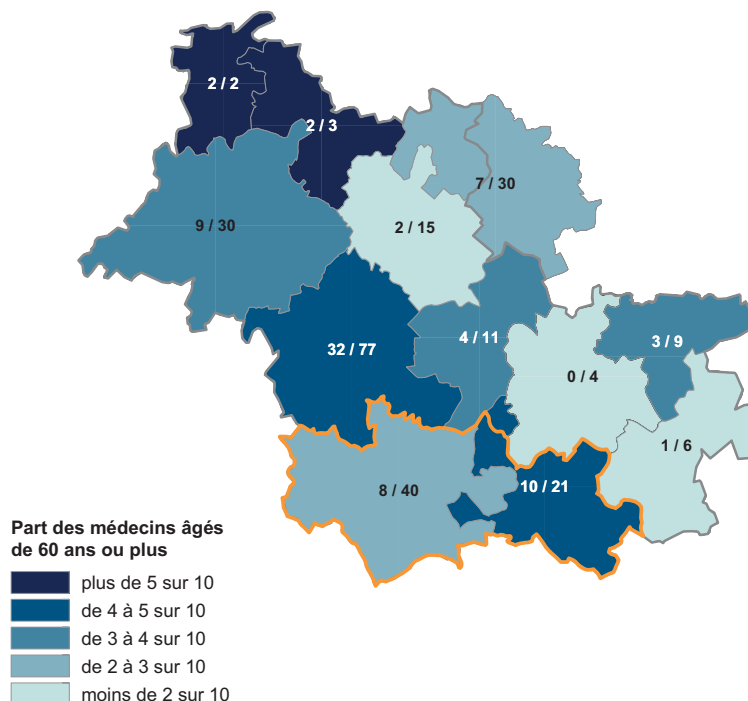 2 / 2
2 / 3
7 / 30
9 / 30
2 / 15
32 / 77
4 / 11
3 / 9
0 / 4
1 / 6
8 / 40
10 / 21
Part des médecins âgés
de 60 ans ou plus
plus de 5 sur 10
de 4 à 5 sur 10
de 3 à 4 sur 10
de 2 à 3 sur 10
moins de 2 sur 10